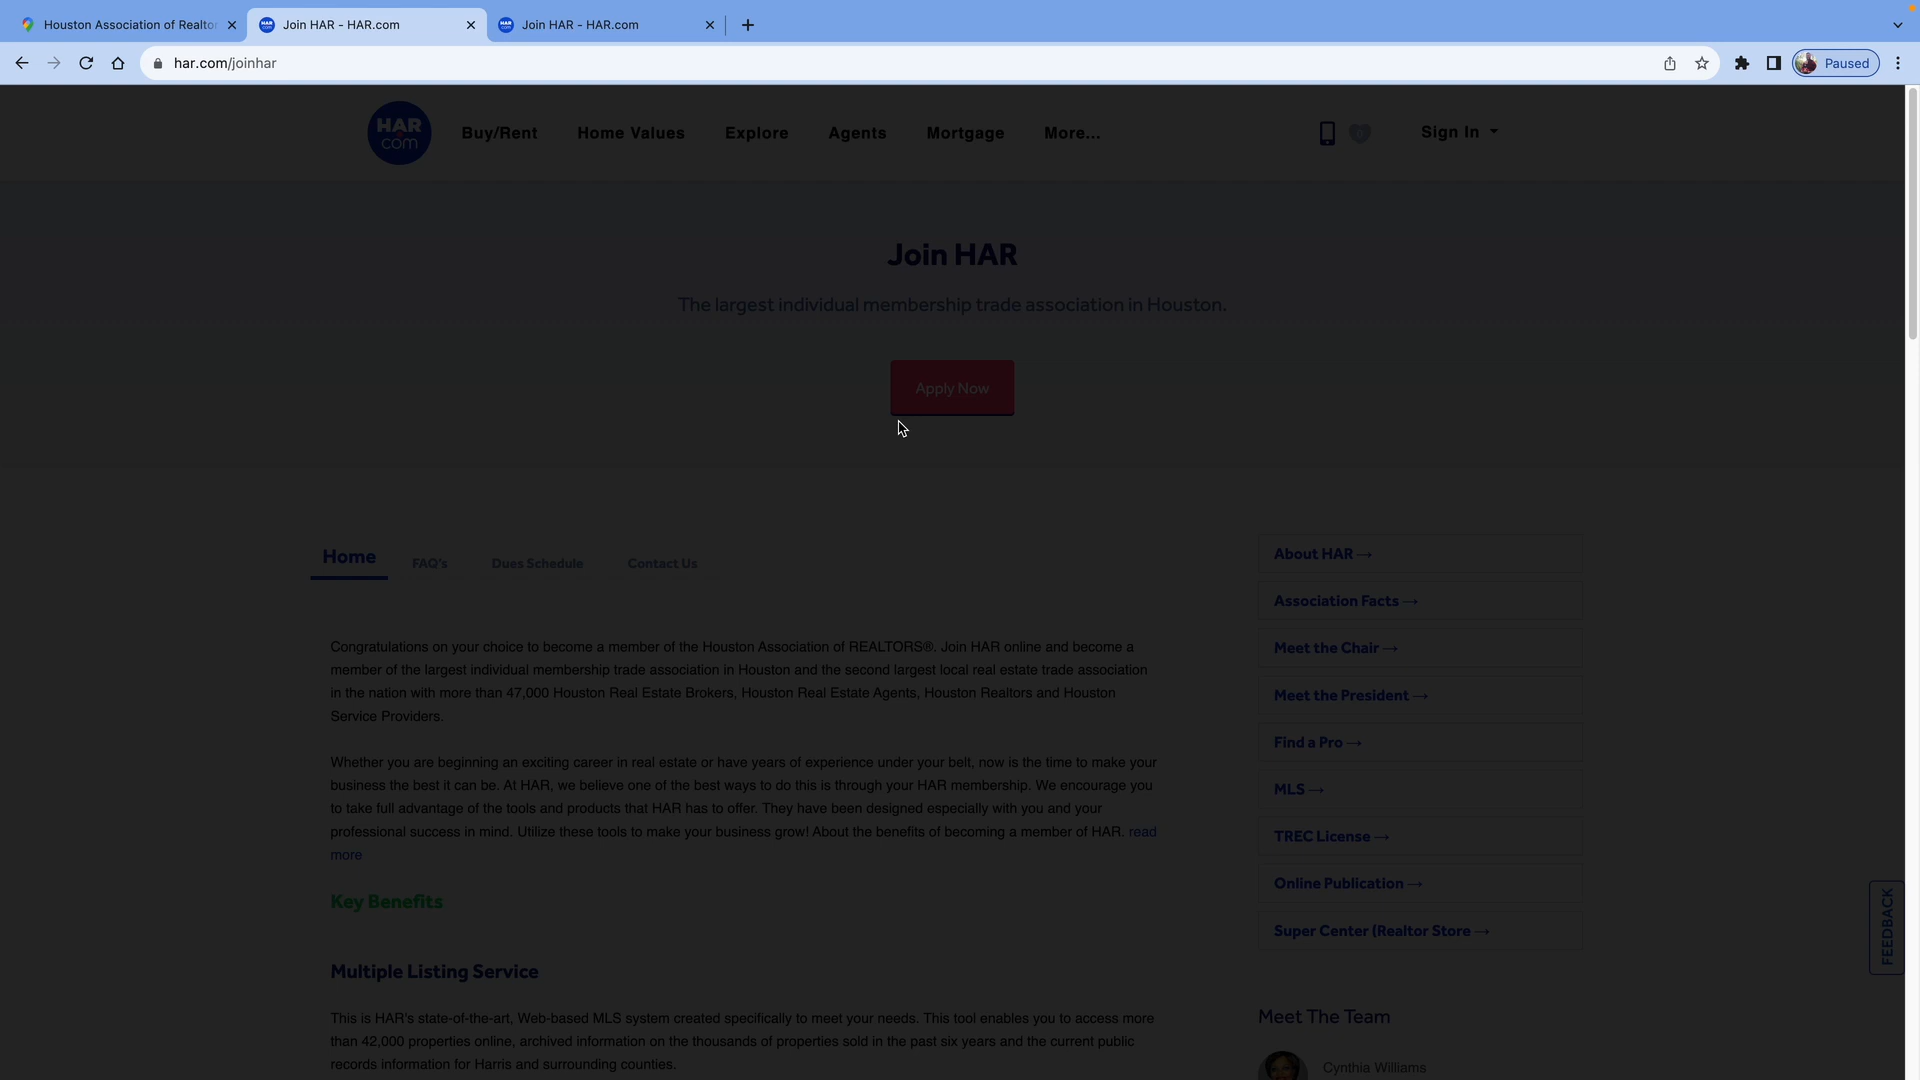 Houston Association of Realtor
Join HAR - HAR.com
Join HAR - HAR.com
har.com/joinhar
Paused
HAR com
Buy/Rent
Home Values
Explore
Agents
Mortgage
More...
Sign In
Join HAR
The largest individual membership trade association in Houston.
Apply Now
Home
FAQ's
Dues Schedule
Contact Us
Congratulations on your choice to become a member of the Houston Association of REALTORS®. Join HAR online and become a
member of the largest individual membership trade association in Houston and the second largest local real estate trade association
in the nation with more than 47,000 Houston Real Estate Brokers, Houston Real Estate Agents, Houston Realtors and Houston
Service Providers.
Whether you are beginning an exciting career in real estate or have years of experience under your belt, now is the time to make your
business the best it can be. At HAR, we believe one of the best ways to do this is through your HAR membership. We encourage you
to take full advantage of the tools and products that HAR has to offer. They have been designed especially with you and your
professional success in mind. Utilize these tools to make your business grow! About the benefits of becoming a member of HAR. read
more
Key Benefits
Multiple Listing Service
This is HAR's state-of-the-art, Web-based MLS system created specifically to meet your needs. This tool enables you to access more
than 42,000 properties online, archived information on the thousands of properties sold in the past six years and the current public
records information for Harris and surrounding counties.
About HAR →
Association Facts →
Meet the Chair →
Meet the President →
Find a Pro →
MLS →
TREC License →
Online Publication →
Super Center (Realtor Store →
Meet The Team
Cynthia Williams
FEEDBACK